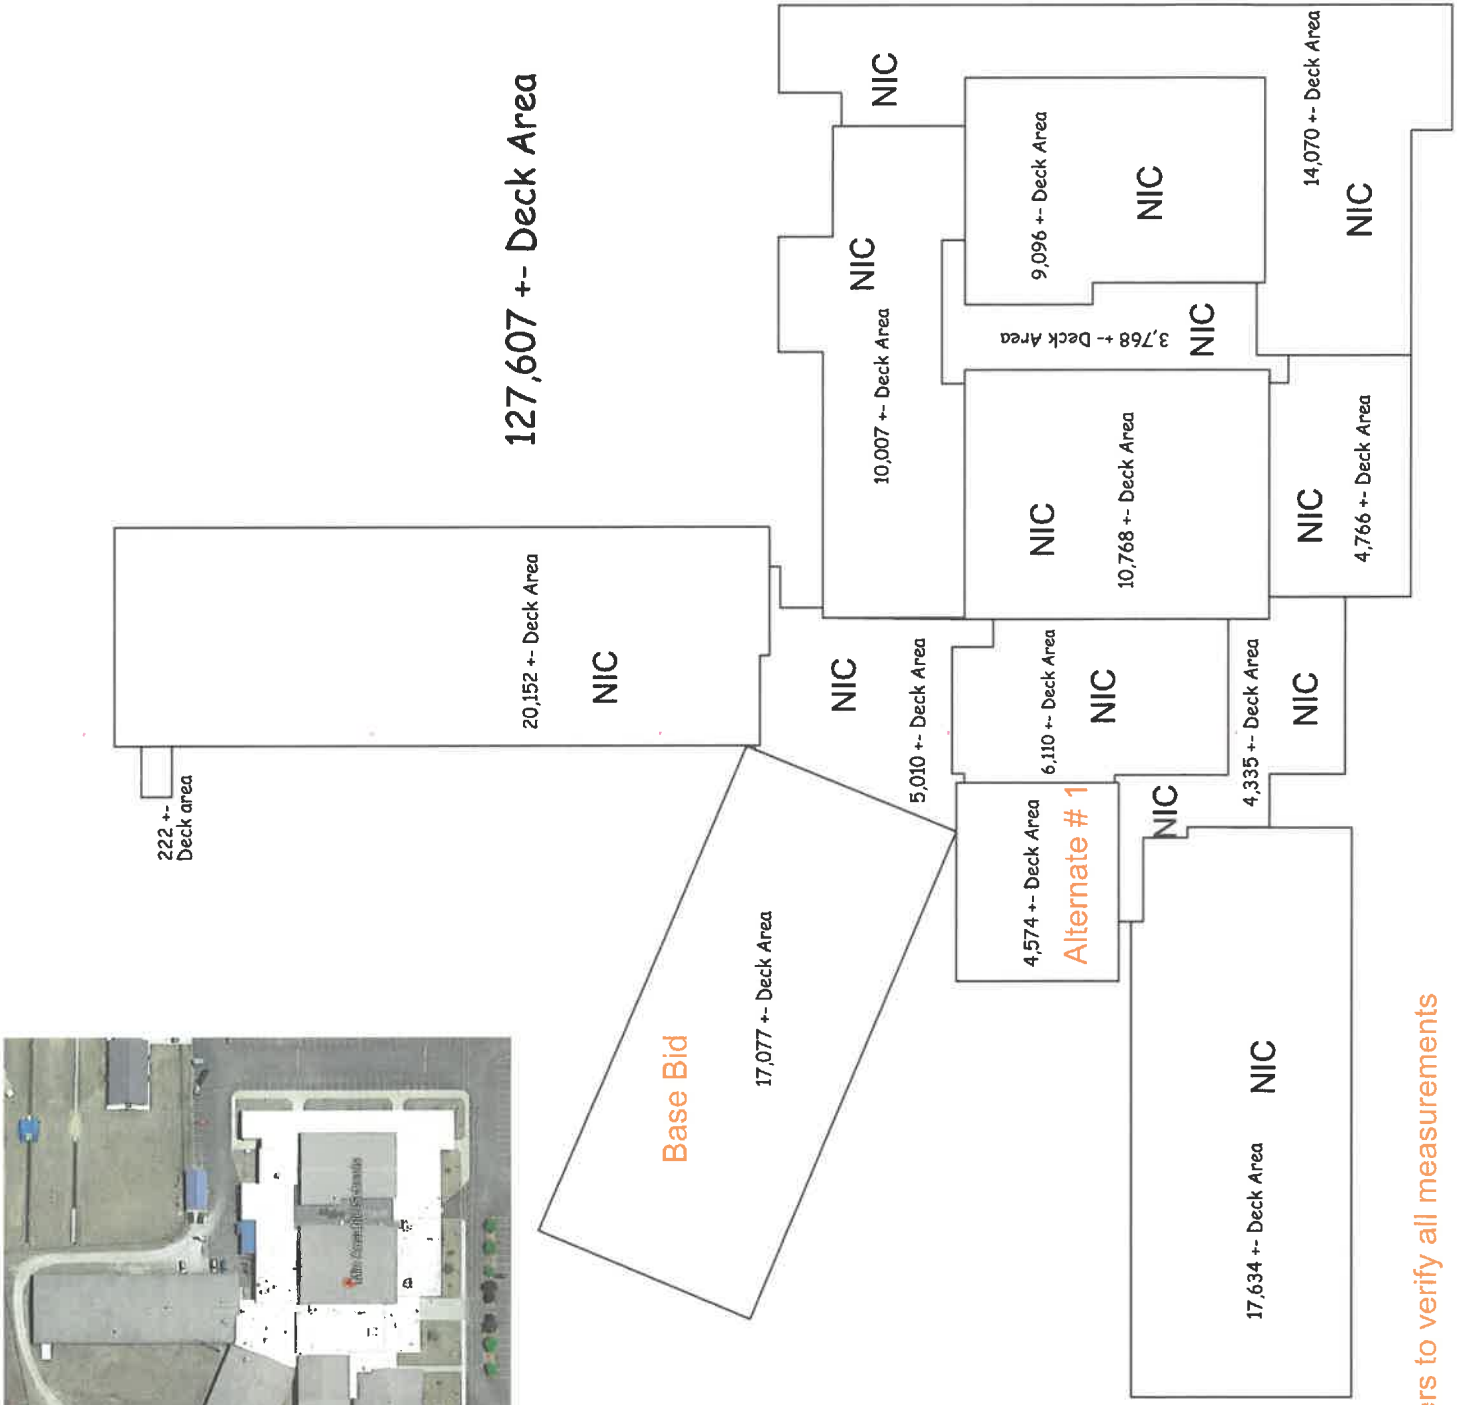 127,607 +- Deck Area
NIC
14,070 +- Deck Area
NIC
9,096 +- Deck Area
NIC
NIC
10,007 +- Deck Area
3,768 +- Deck Area
NIC
10,768 +- Deck Area
NIC
4,766 +- Deck Area
NIC
20,152 +- Deck Area
NIC
222 +-
Deck area
NIC
5,010 +- Deck Area
6,110 +- Deck Area
NIC
4,335 +- Deck Area
NIC
NIC
4,574 +- Deck Area
Alternate # 1
Base Bid
17,077 +- Deck Area
17,634 +- Deck Area
NIC
to verify all measurements